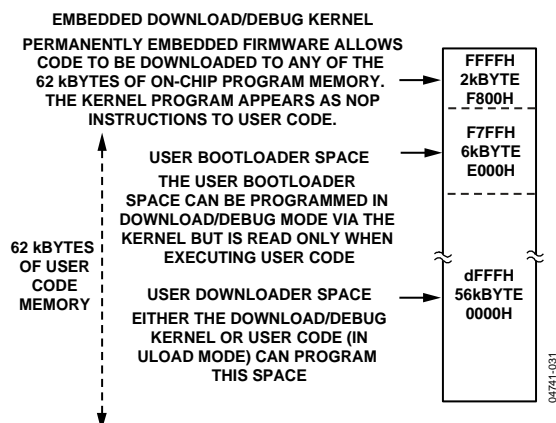 EMBEDDED DOWNLOAD/DEBUG KERNEL
PERMANENTLY EMBEDDED FIRMWARE ALLOWS
CODE TO BE DOWNLOADED TO ANY OF THE
62 kBYTES OF ON-CHIP PROGRAM MEMORY.
THE KERNEL PROGRAM APPEARS AS NOP
INSTRUCTIONS TO USER CODE.
FFFFH
2kBYTE
F800H
USER BOOTLOADER SPACE
THE USER BOOTLOADER
SPACE CAN BE PROGRAMMED IN
DOWNLOAD/DEBUG MODE VIA THE
KERNEL BUT IS READ ONLY WHEN
EXECUTING USER CODE
F7FFH
6kBYTE
E000H
62 kBYTES
OF USER
CODE
MEMORY
USER DOWNLOADER SPACE
EITHER THE DOWNLOAD/DEBUG
KERNEL OR USER CODE (IN
ULOAD MODE) CAN PROGRAM
THIS SPACE
dFFFH
56kBYTE
0000H
04741-031